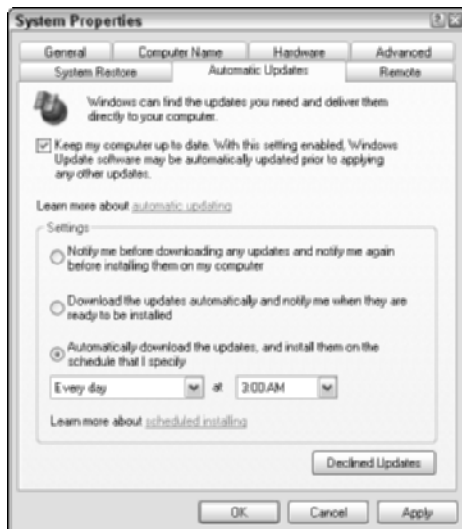 System Properties
General
Computer Name
Hardware
Advanced
System Restore
Automatic Updates
Remote
Windows can find the updates you need and deliver them
directly to your computer.
Keep my computer up to date. With this setting enabled, Windows
Update software may be automatically updated prior to applying
any other updates.
Learn more about automatic updating
Settings
Notify me before downloading any updates and notify me again
before installing them on my computer
Download the updates automatically and notify me when they are
ready to be installed
Automatically download the updates, and install them on the
schedule that I specify
Every day at 3:00 AM
Learn more about scheduled installing
Declined Updates
OK
Cancel
Apply